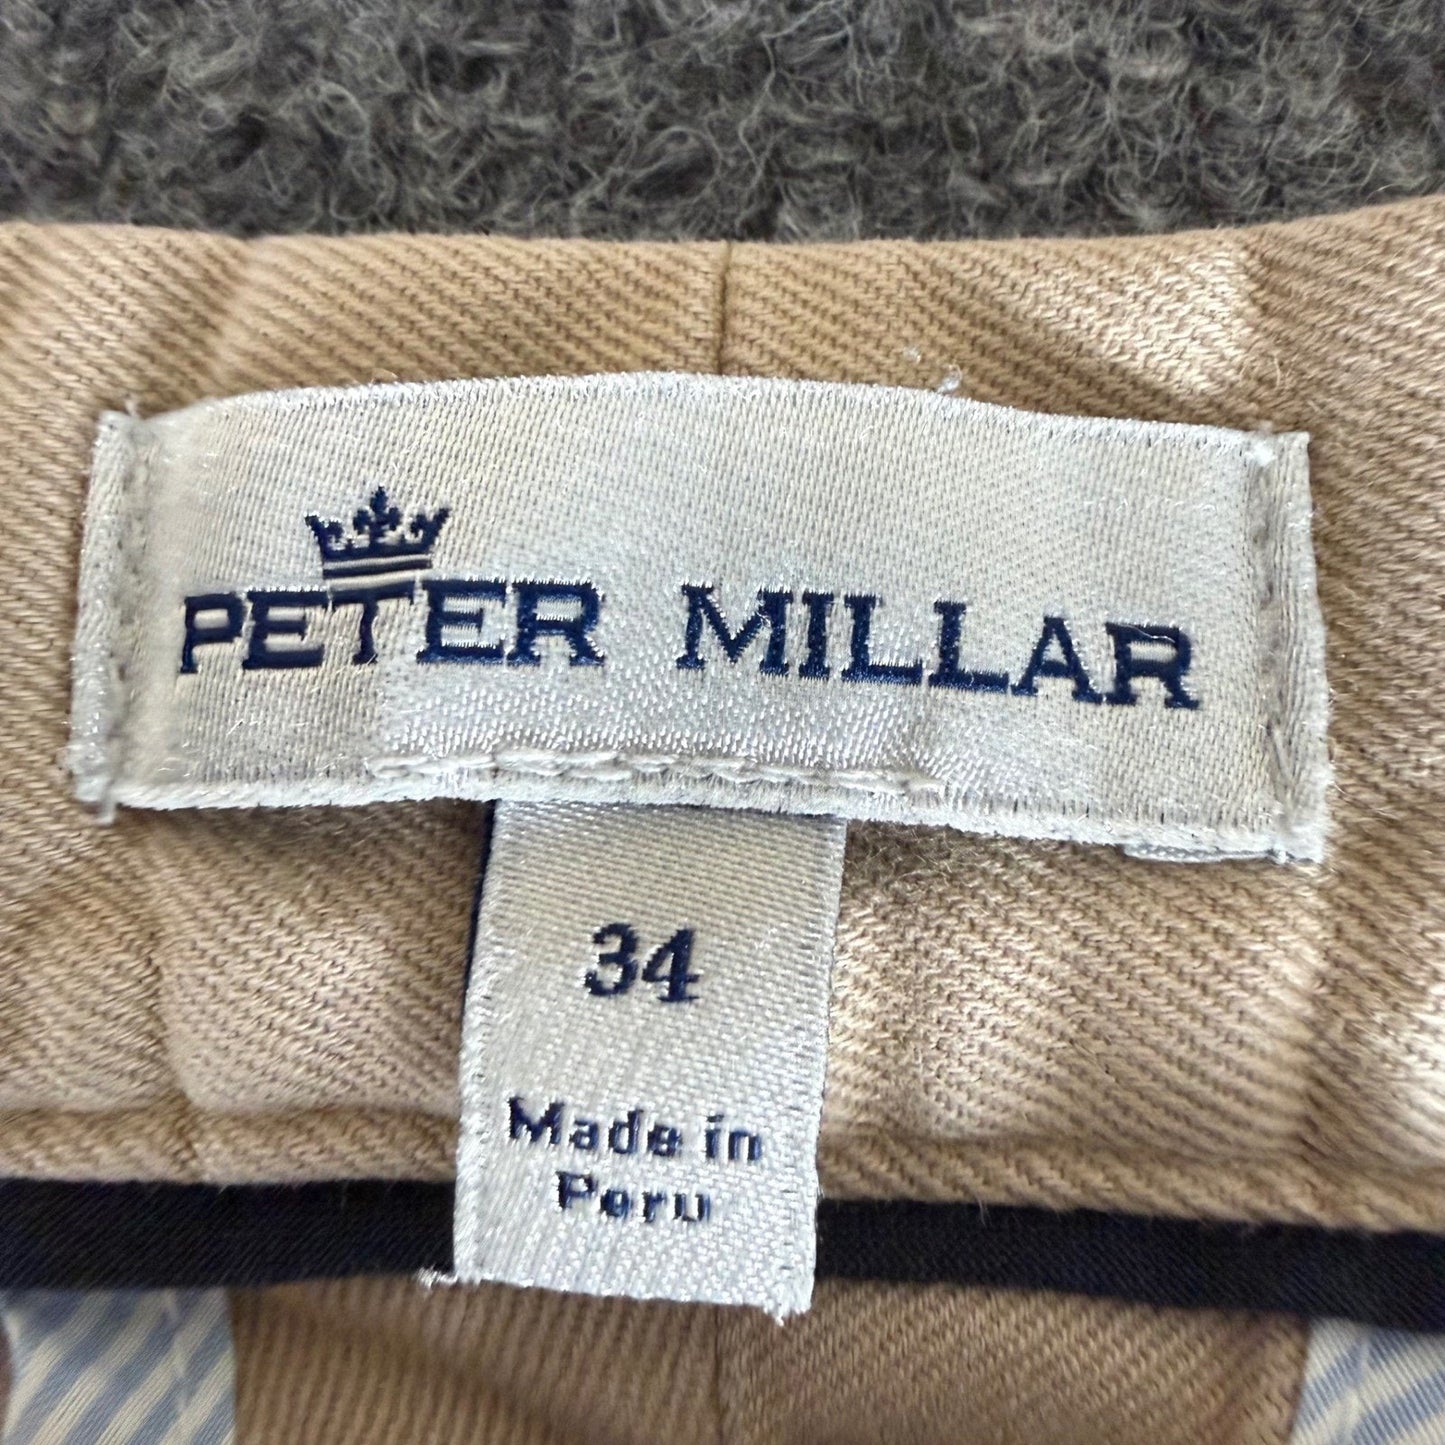 PETER MILLAR
34
Made in
Peru